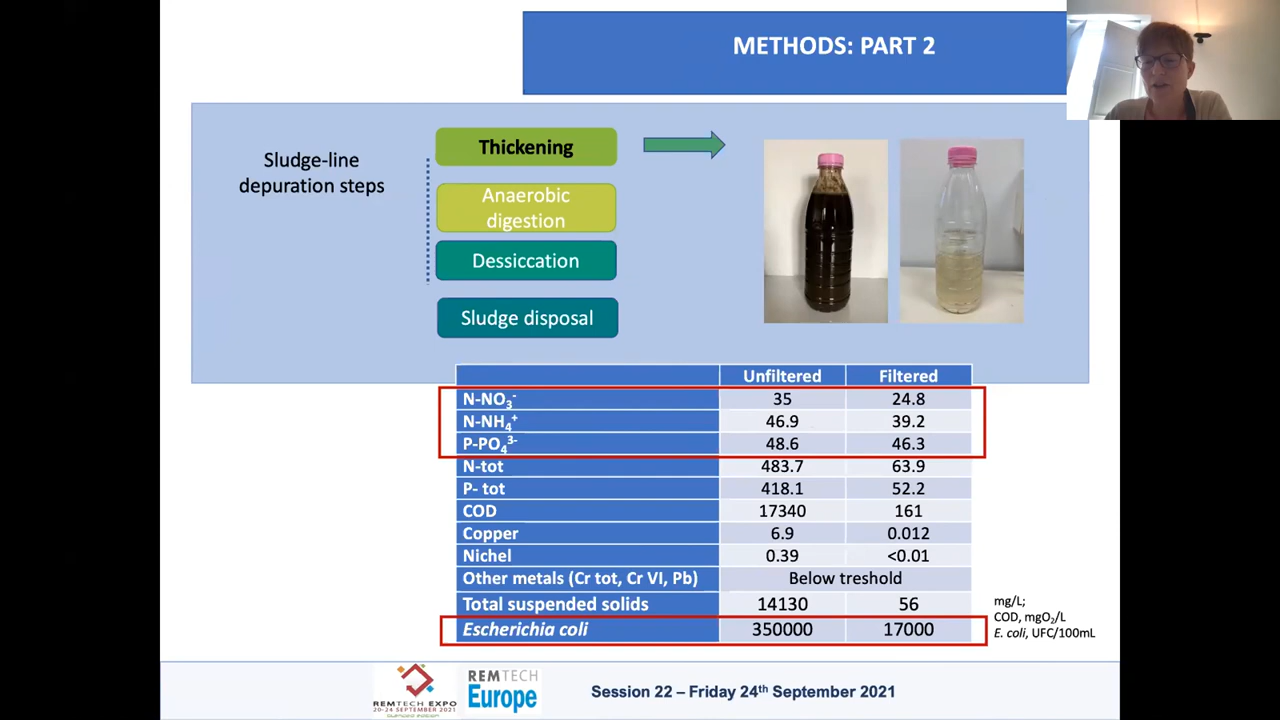 METHODS: PART 2
Sludge-line
depuration steps
Thickening
Anaerobic
digestion
Dessiccation
Sludge disposal
Unfiltered Filtered
N-NO₃⁻ 35 24.8
N-NH₄⁺ 46.9 39.2
P-PO₄³⁻ 48.6 46.3
N-tot 483.7 63.9
P- tot 418.1 52.2
COD 17340 161
Copper 6.9 0.012
Nichel 0.39 <0.01
Other metals (Cr tot, Cr VI, Pb) Below treshold
Total suspended solids 14130 56
Escherichia coli 350000 17000
mg/L;
COD, mgO₂/L
E. coli, UFC/100mL
REMTECH EXPO
20-24 SEPTEMBER 2021
REMTECH
Europe
Session 22 – Friday 24th September 2021